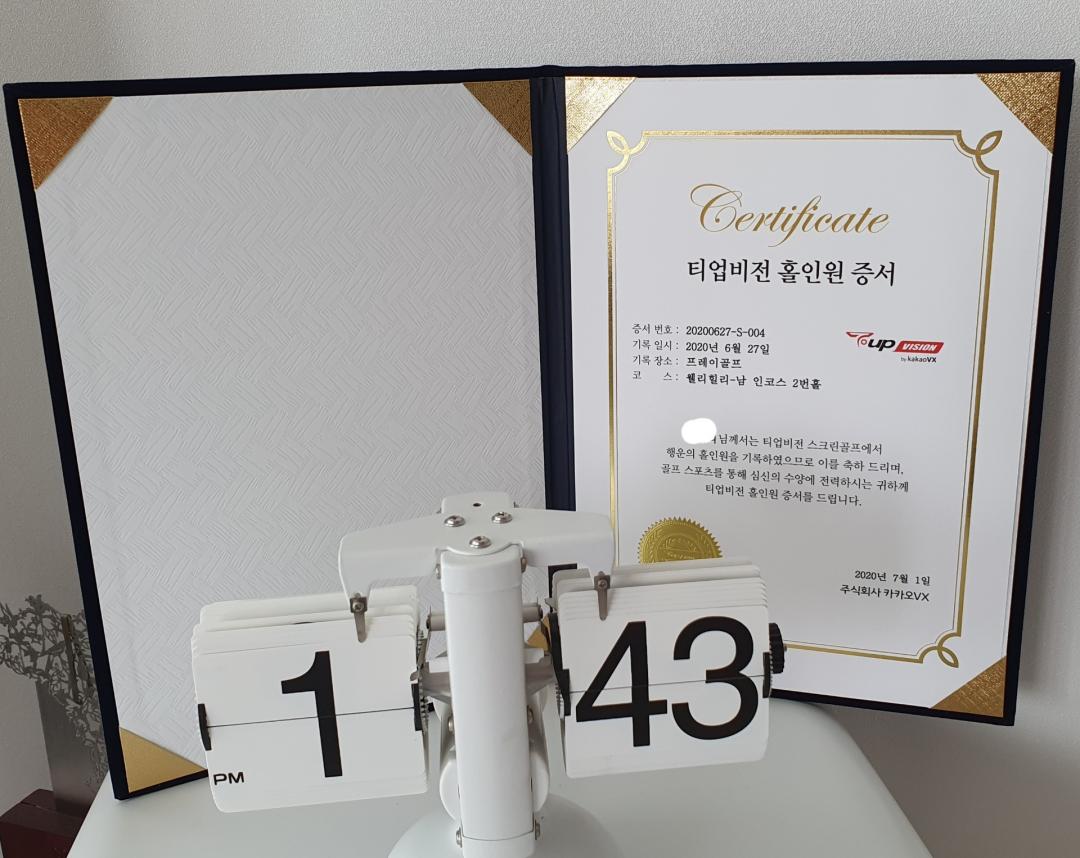 Certificate
티업비전 홀인원 증서
증서 번호 : 20200627-S-004
기록 일시 : 2020년 6월 27일
기록 장소 : 프레이골프
코 스 : 웰리힐리-남 인코스 2번홀
Tup VISION
by kakaoVX
님께서는 티업비전 스크린골프에서
행운의 홀인원을 기록하였으므로 이를 축하 드리며,
골프 스포츠를 통해 심신의 수양에 전력하시는 귀하께
티업비전 홀인원 증서를 드립니다.
2020년 7월 1일
주식회사 카카오VX
1 43
PM